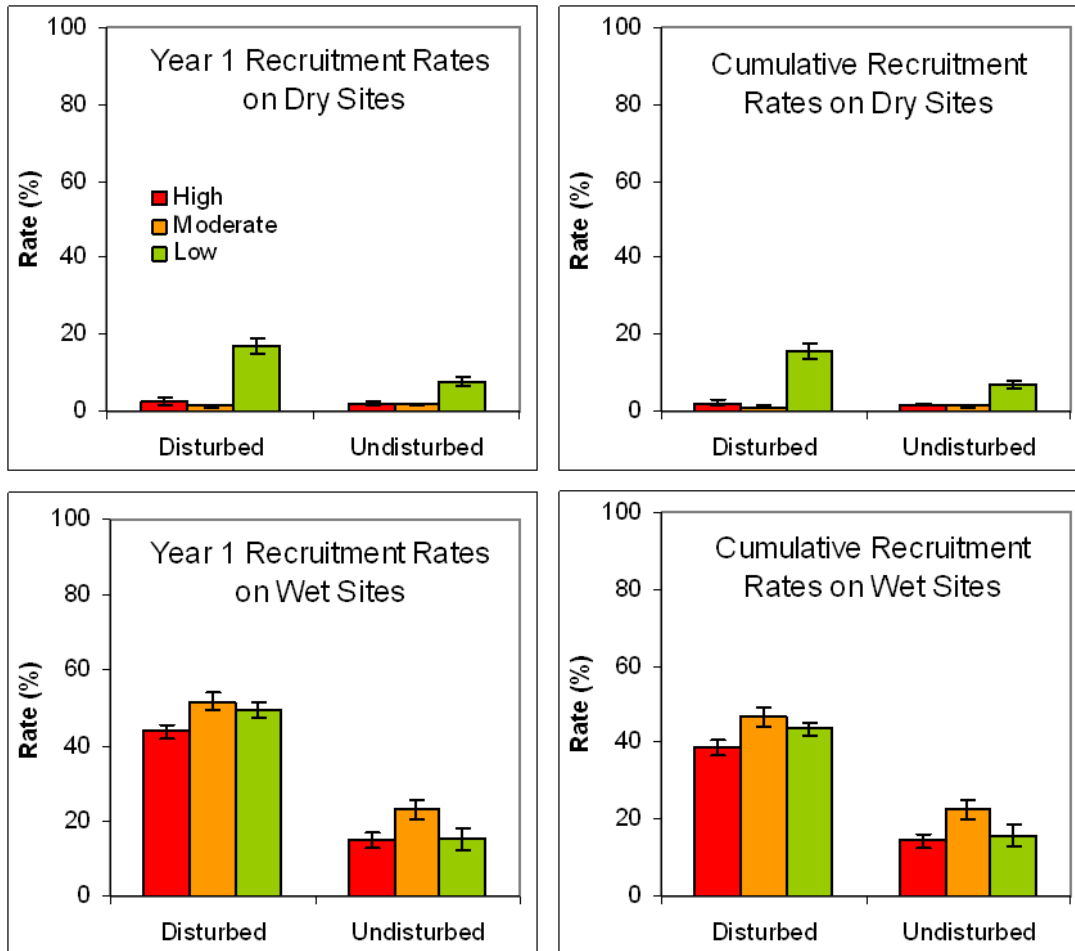 Year 1 Recruitment Rates
on Dry Sites
Rate (%)
100
80
60
40
20
0
High
Moderate
Low
Disturbed Undisturbed
Cumulative Recruitment
Rates on Dry Sites
Rate (%)
100
80
60
40
20
0
Disturbed Undisturbed
Year 1 Recruitment Rates
on Wet Sites
Rate (%)
100
80
60
40
20
0
Disturbed Undisturbed
Cumulative Recruitment
Rates on Wet Sites
Rate (%)
100
80
60
40
20
0
Disturbed Undisturbed